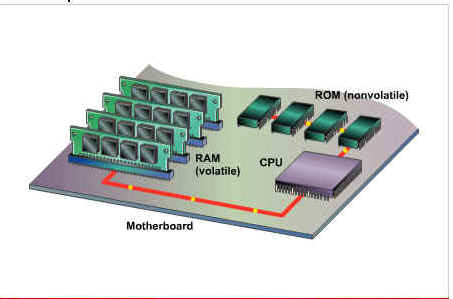 ROM (nonvolatile)
RAM
(volatile)
CPU
Motherboard